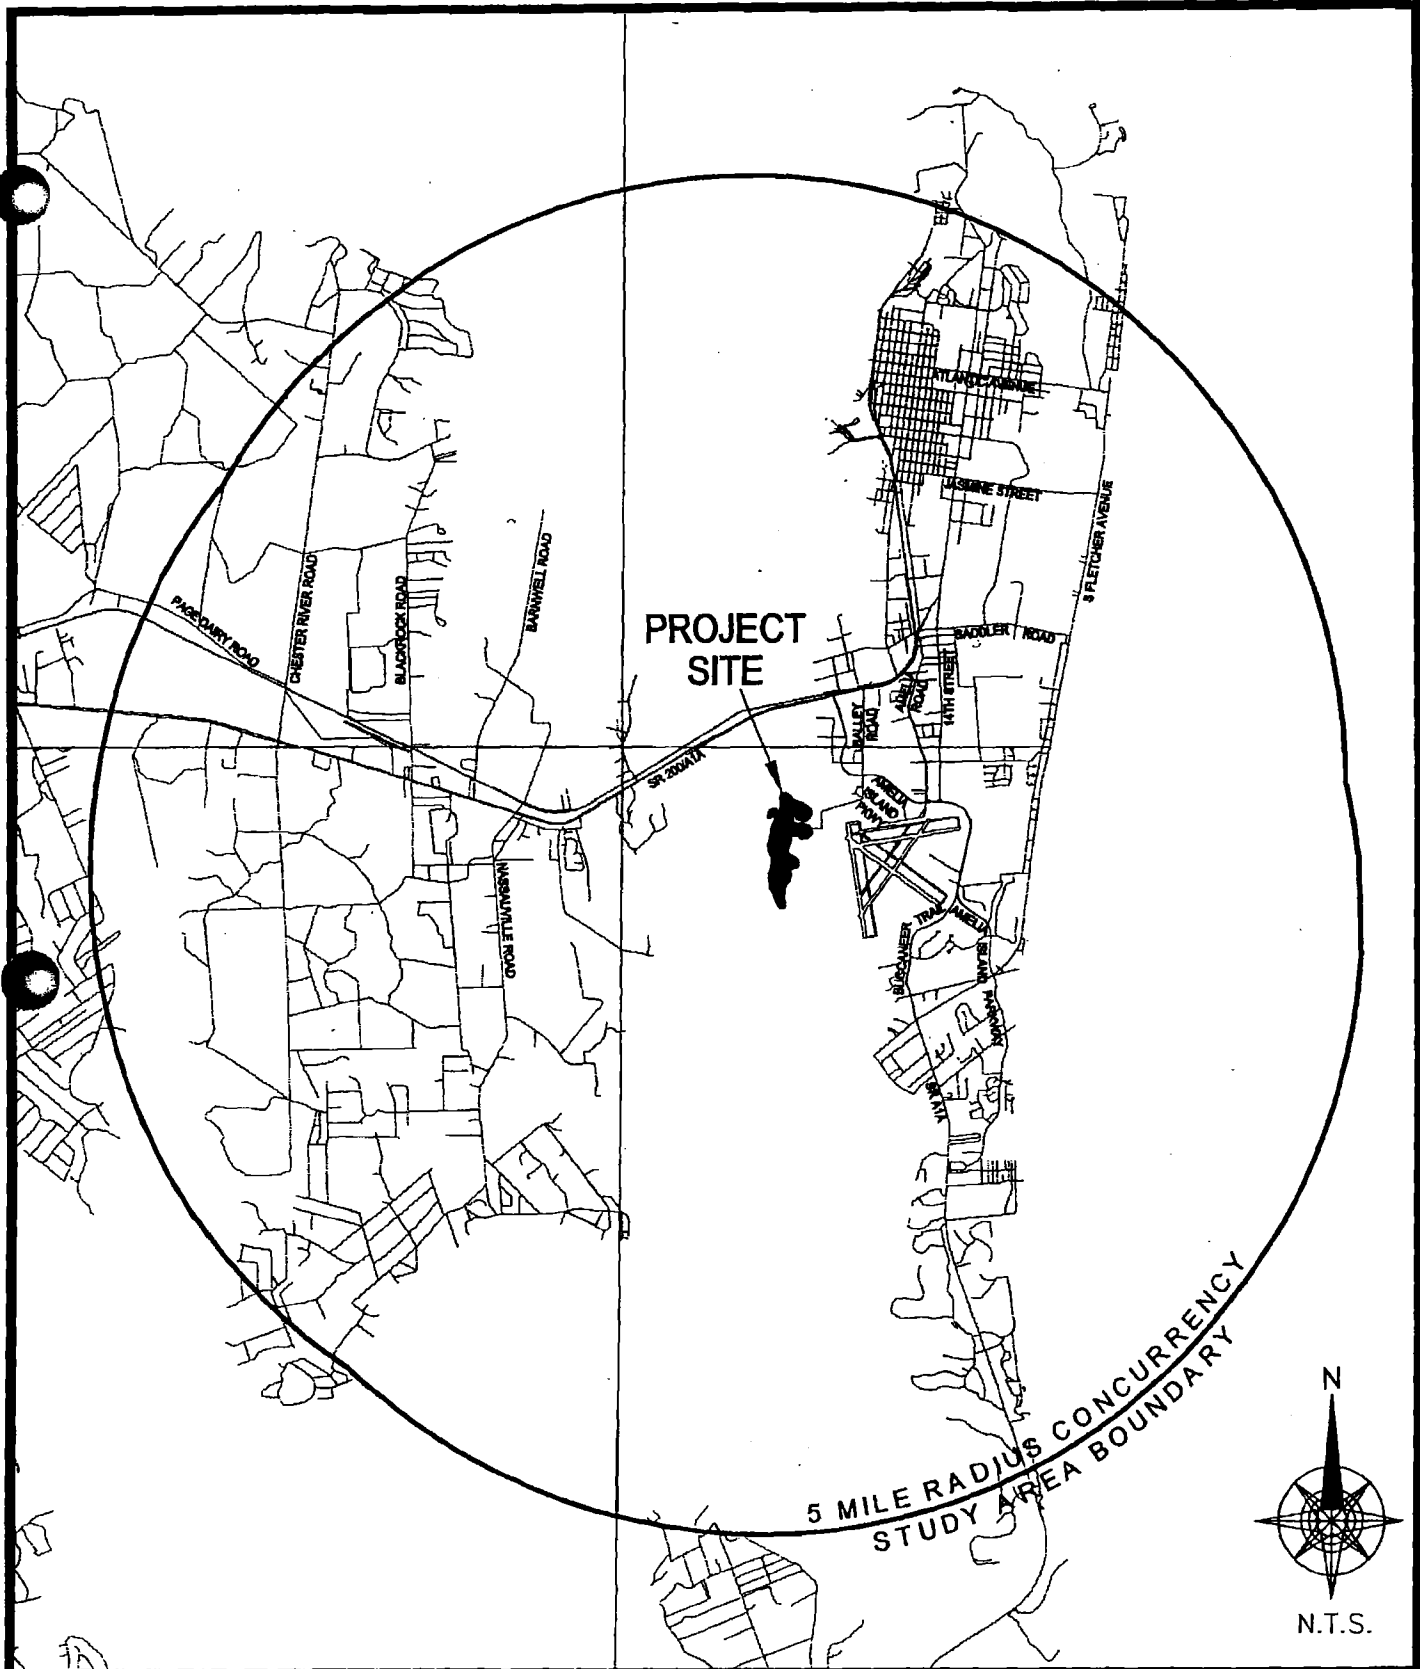 ATLANTIC AVENUE
JASMINE STREET
S FLETCHER AVENUE
BARNWELL ROAD
CHESTER RIVER ROAD
BLACKROCK ROAD
PAGE DAIRY ROAD
PROJECT
SITE
SADDLER ROAD
AMELIA
ROAD
14TH STREET
BAILEY
ROAD
SR 200/A1A
AMELIA
ISLAND
PKWY
NASSAUVILLE ROAD
BUCCANEER TRAIL
AMELIA ISLAND PARKWAY
SR A1A
5 MILE RADIUS CONCURRENCY
STUDY AREA BOUNDARY
N
N.T.S.